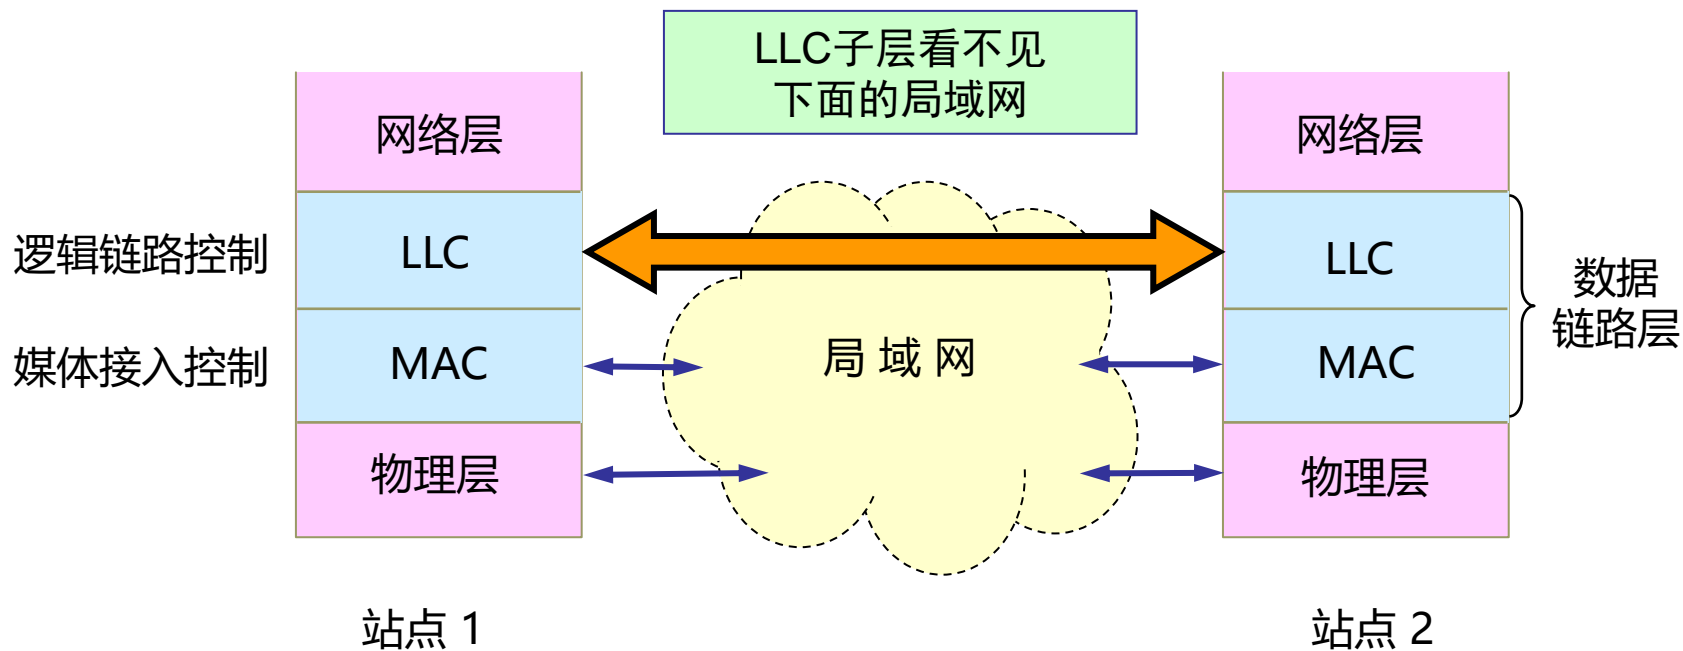 LLC子层看不见
下面的局域网
网络层
网络层
逻辑链路控制
LLC
LLC
数据
链路层
媒体接入控制
MAC
局 域 网
MAC
物理层
物理层
站点 1
站点 2